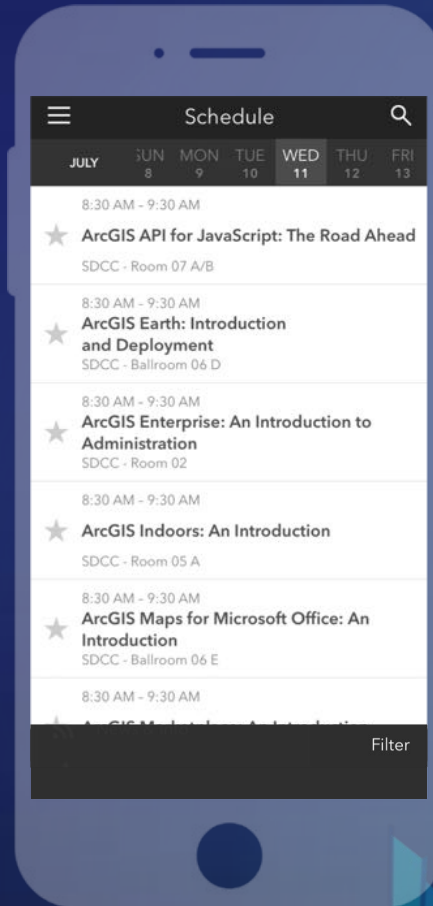 Schedule
JULY
SUN MON TUE WED THU FRI
8 9 10 11 12 13
8:30 AM - 9:30 AM
ArcGIS API for JavaScript: The Road Ahead
SDCC - Room 07 A/B
8:30 AM - 9:30 AM
ArcGIS Earth: Introduction
and Deployment
SDCC - Ballroom 06 D
8:30 AM - 9:30 AM
ArcGIS Enterprise: An Introduction to
Administration
SDCC - Room 02
8:30 AM - 9:30 AM
ArcGIS Indoors: An Introduction
SDCC - Room 05 A
8:30 AM - 9:30 AM
ArcGIS Maps for Microsoft Office: An
Introduction
SDCC - Ballroom 06 E
8:30 AM - 9:30 AM
Filter